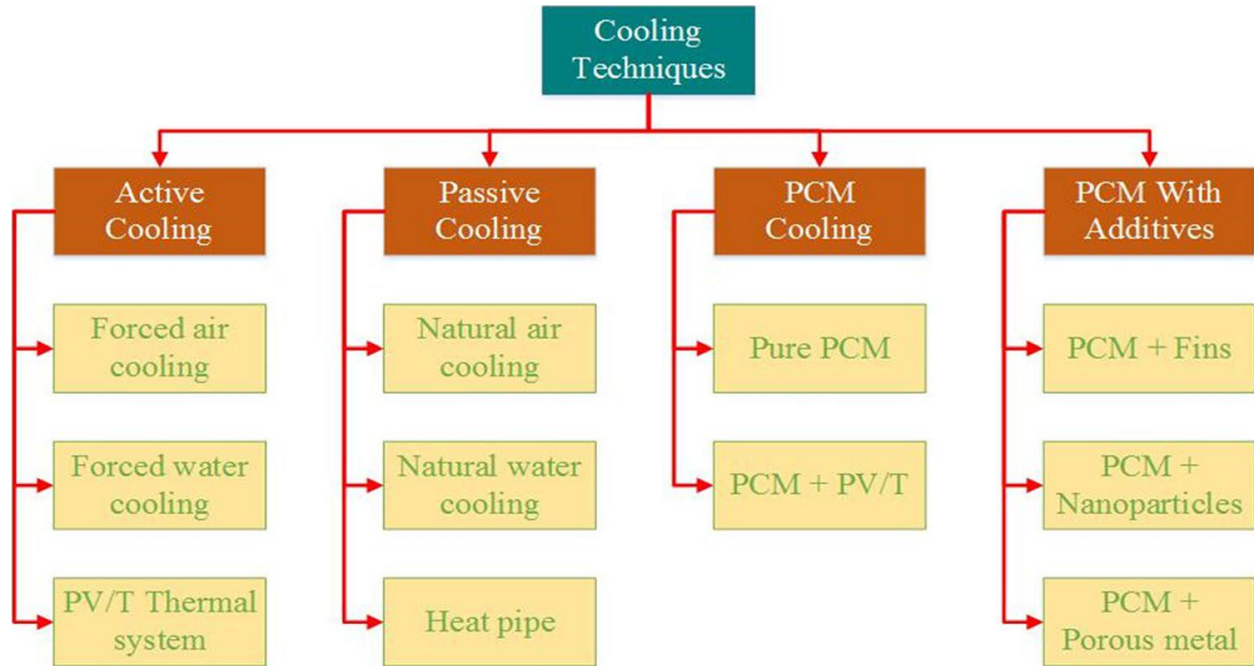 Cooling
Techniques
Active
Cooling
Passive
Cooling
PCM
Cooling
PCM With
Additives
Forced air
cooling
Natural air
cooling
Pure PCM
PCM + Fins
Forced water
cooling
Natural water
cooling
PCM + PV/T
PCM +
Nanoparticles
PV/T Thermal
system
Heat pipe
PCM +
Porous metal